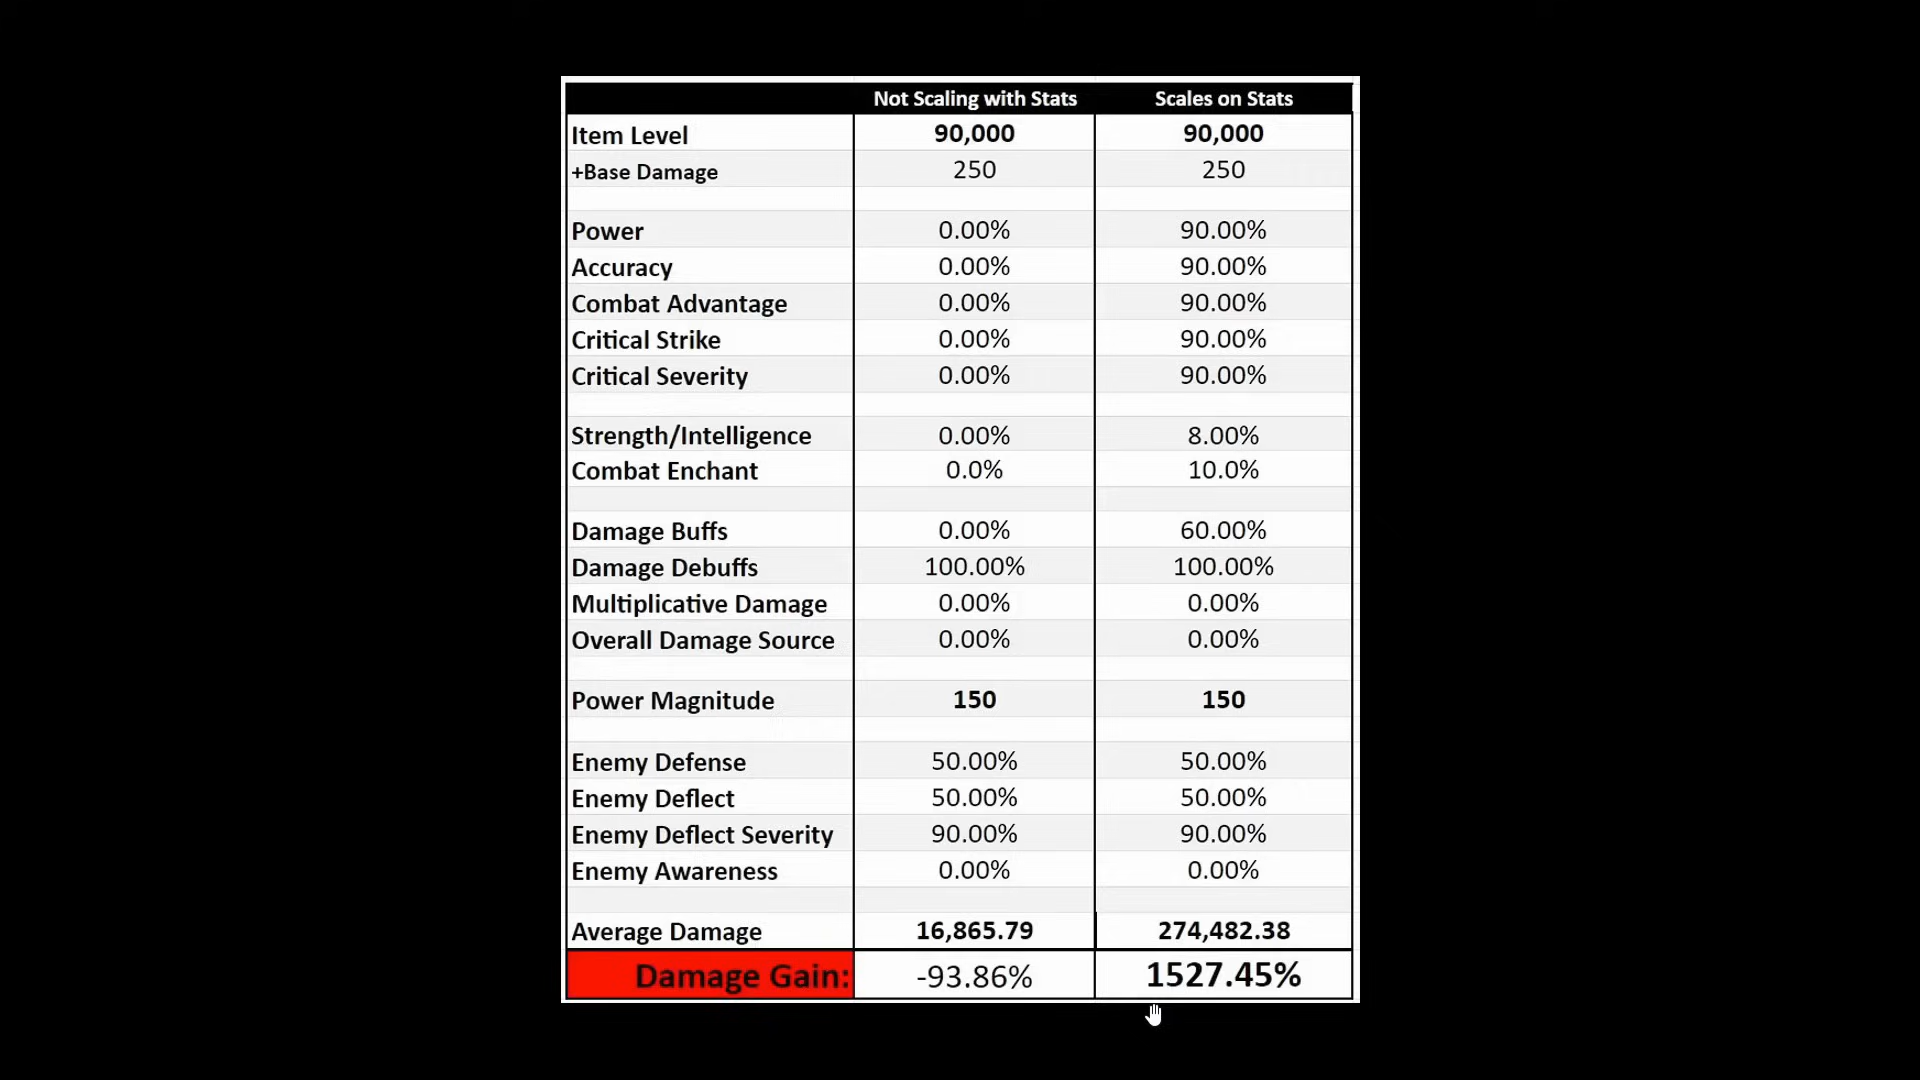 Not Scaling with Stats Scales on Stats
Item Level 90,000 90,000
+Base Damage 250 250
Power 0.00% 90.00%
Accuracy 0.00% 90.00%
Combat Advantage 0.00% 90.00%
Critical Strike 0.00% 90.00%
Critical Severity 0.00% 90.00%
Strength/Intelligence 0.00% 8.00%
Combat Enchant 0.0% 10.0%
Damage Buffs 0.00% 60.00%
Damage Debuffs 100.00% 100.00%
Multiplicative Damage 0.00% 0.00%
Overall Damage Source 0.00% 0.00%
Power Magnitude 150 150
Enemy Defense 50.00% 50.00%
Enemy Deflect 50.00% 50.00%
Enemy Deflect Severity 90.00% 90.00%
Enemy Awareness 0.00% 0.00%
Average Damage 16,865.79 274,482.38
Damage Gain: -93.86% 1527.45%